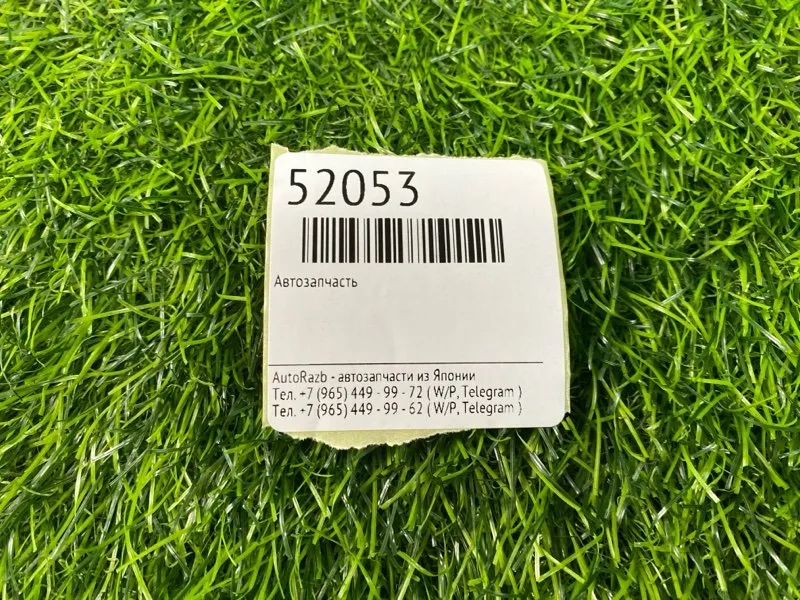 52053
Автозапчасть
AutoRazb - автозапчасти из Японии
Тел. +7 (965) 449 - 99 - 72 ( W/P, Telegram )
Тел. +7 (965) 449 - 99 - 62 ( W/P, Telegram )